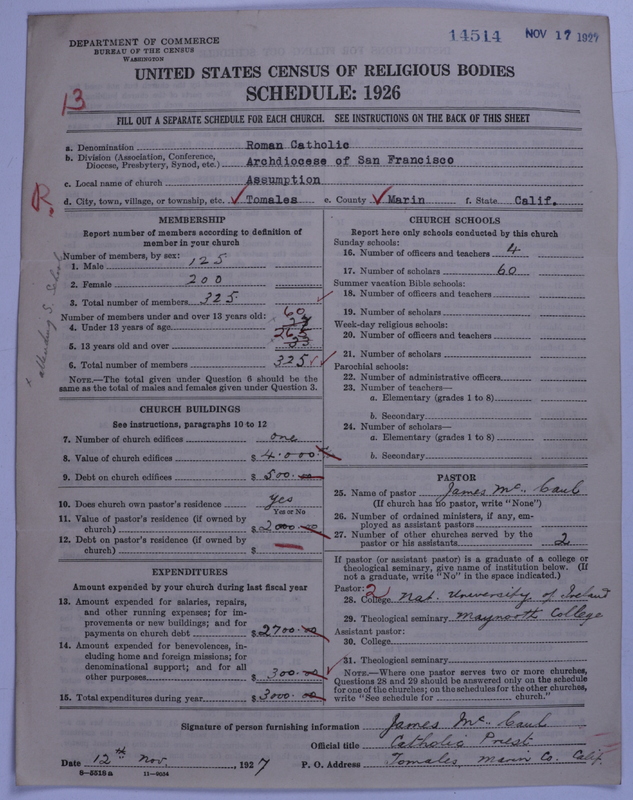 DEPARTMENT OF COMMERCE
BUREAU OF THE CENSUS
WASHINGTON
14514 NOV 17 1927
UNITED STATES CENSUS OF RELIGIOUS BODIES
SCHEDULE: 1926
13
FILL OUT A SEPARATE SCHEDULE FOR EACH CHURCH. SEE INSTRUCTIONS ON THE BACK OF THIS SHEET
a. Denomination Roman Catholic
b. Division (Association, Conference, Diocese, Presbytery, Synod, etc.) Archdiocese of San Francisco
c. Local name of church Assumption
R.
d. City, town, village, or township, etc. Tomales e. County Marin f. State Calif.
MEMBERSHIP
Report number of members according to definition of
member in your church
Number of members, by sex:
1. Male 125
2. Female 200
3. Total number of members 325
Number of members under and over 13 years old: 60
4. Under 13 years of age
265
5. 13 years old and over
6. Total number of members 325
NOTE.—The total given under Question 6 should be the
same as the total of males and females given under Question 3.
x attending S. School
CHURCH BUILDINGS
See instructions, paragraphs 10 to 12
7. Number of church edifices one
8. Value of church edifices $ 4.000.00
9. Debt on church edifices $ 500.00
10. Does church own pastor's residence yes
Yes or No
11. Value of pastor's residence (if owned by
church) $ 2000.00
12. Debt on pastor's residence (if owned by
church) $ —
EXPENDITURES
Amount expended by your church during last fiscal year
13. Amount expended for salaries, repairs,
and other running expenses; for im-
provements or new buildings; and for
payments on church debt $ 2700.00
14. Amount expended for benevolences, in-
cluding home and foreign missions; for
denominational support; and for all
other purposes 300.00
15. Total expenditures during year $ 3000.00
CHURCH SCHOOLS
Report here only schools conducted by this church
Sunday schools:
16. Number of officers and teachers 4
17. Number of scholars 60
Summer vacation Bible schools:
18. Number of officers and teachers
19. Number of scholars
Week-day religious schools:
20. Number of officers and teachers
21. Number of scholars
Parochial schools:
22. Number of administrative officers
23. Number of teachers—
a. Elementary (grades 1 to 8)
b. Secondary
24. Number of scholars—
a. Elementary (grades 1 to 8)
b. Secondary
PASTOR
25. Name of pastor James Mc. Caul
(If church has no pastor, write "None")
26. Number of ordained ministers, if any, em-
ployed as assistant pastors
27. Number of other churches served by the
pastor or his assistants 2
If pastor (or assistant pastor) is a graduate of a college or
theological seminary, give name of institution below. (If
not a graduate, write "No" in the space indicated.)
Pastor: 2
28. College Nat. University of Ireland
29. Theological seminary Maynooth College
Assistant pastor:
30. College
31. Theological seminary
NOTE.—Where one pastor serves two or more churches,
Questions 28 and 29 should be answered only on the schedule
for one of the churches; on the schedules for the other churches,
write "See schedule for church."
Signature of person furnishing information James Mc. Caul
Official title Catholic Priest
Date 12th Nov. , 1927 P. O. Address Tomales, Marin Co. Calif.
8-5518a 11-9034